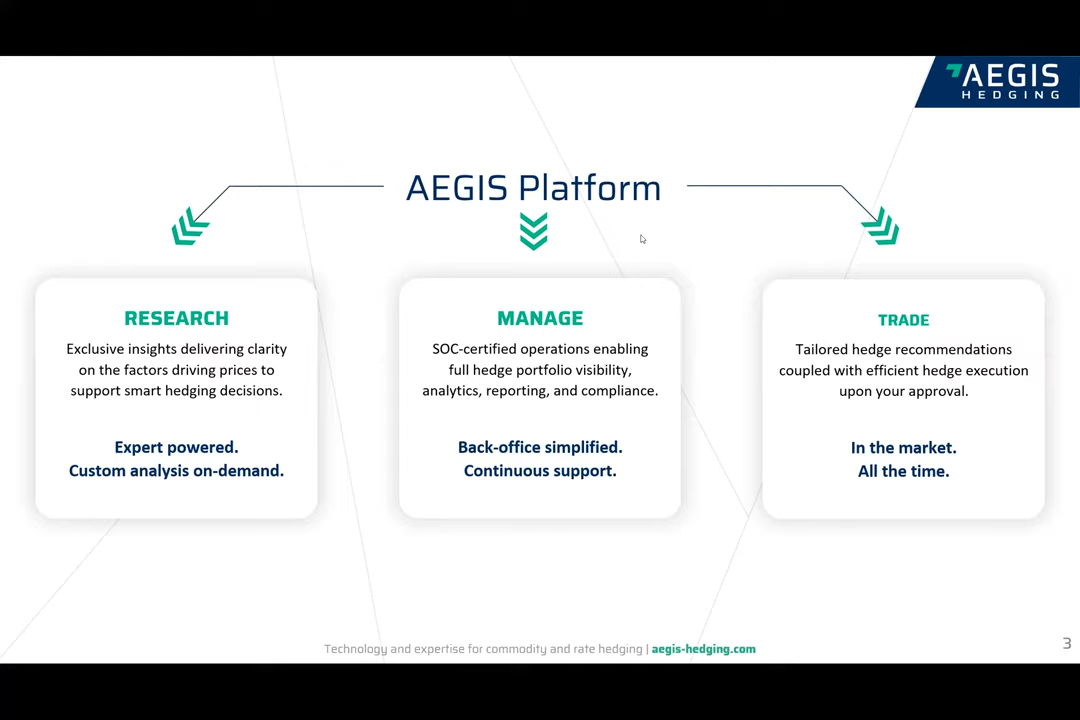 AEGIS
HEDGING
AEGIS Platform
RESEARCH
Exclusive insights delivering clarity
on the factors driving prices to
support smart hedging decisions.
Expert powered.
Custom analysis on-demand.
MANAGE
SOC-certified operations enabling
full hedge portfolio visibility,
analytics, reporting, and compliance.
Back-office simplified.
Continuous support.
TRADE
Tailored hedge recommendations
coupled with efficient hedge execution
upon your approval.
In the market.
All the time.
Technology and expertise for commodity and rate hedging | aegis-hedging.com
3